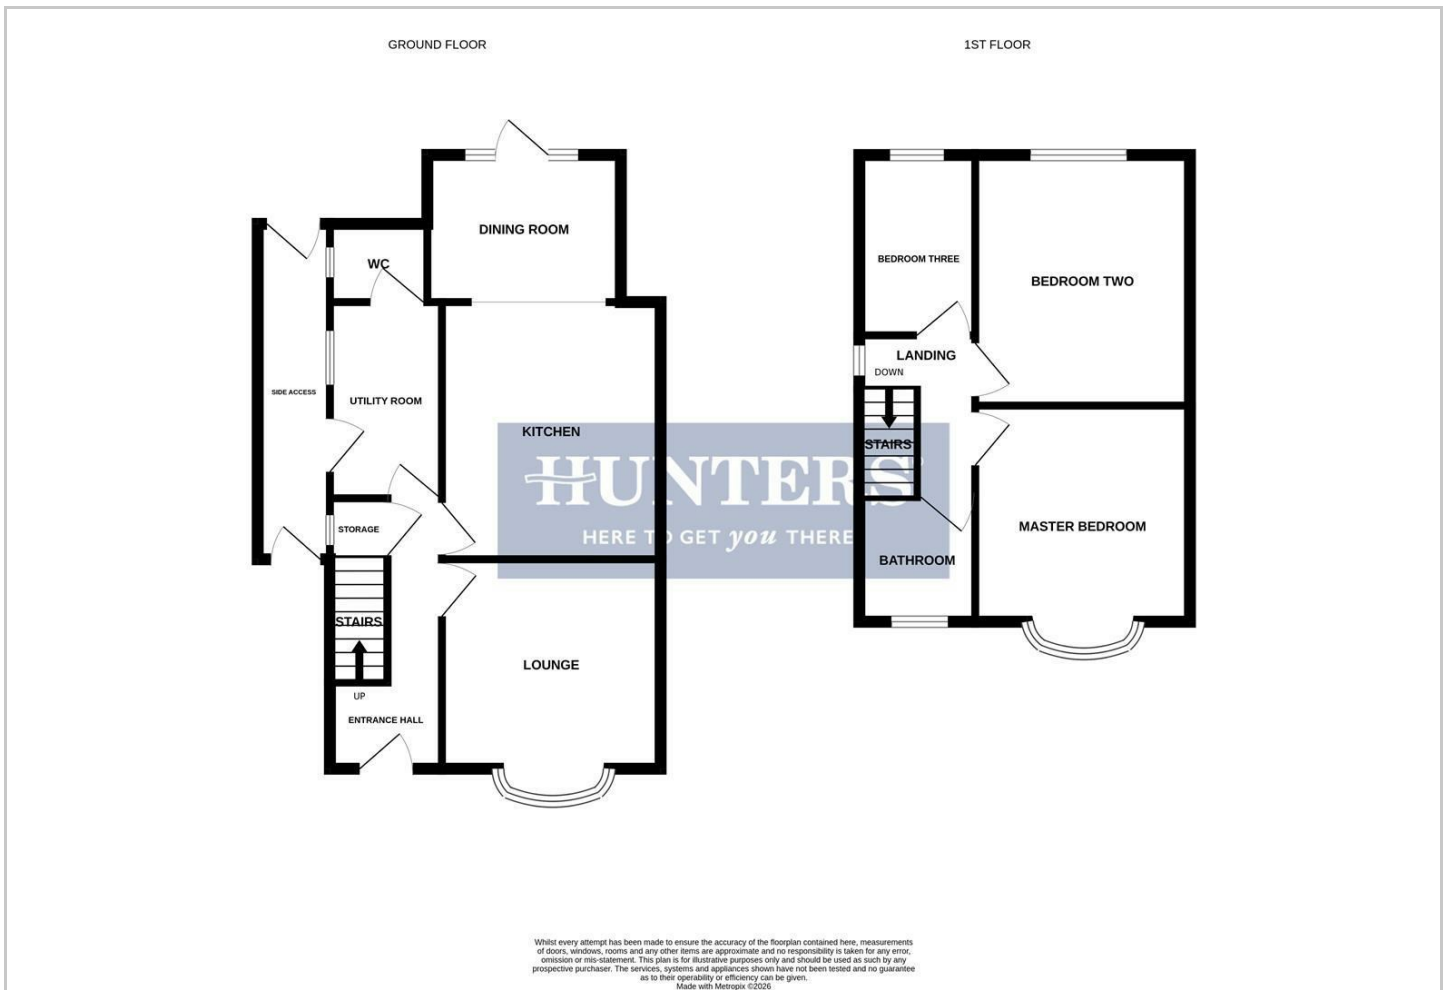 GROUND FLOOR
1ST FLOOR
DINING ROOM
WC
SIDE ACCESS
UTILITY ROOM
KITCHEN
STORAGE
STAIRS
UP
ENTRANCE HALL
LOUNGE
BEDROOM THREE
BEDROOM TWO
LANDING
DOWN
STAIRS
MASTER BEDROOM
BATHROOM
HUNTERS
HERE TO GET you THERE
Whilst every attempt has been made to ensure the accuracy of the floorplan contained here, measurements
of doors, windows, rooms and any other items are approximate and no responsibility is taken for any error,
omission or mis-statement. This plan is for illustrative purposes only and should be used as such by any
prospective purchaser. The services, systems and appliances shown have not been tested and no guarantee
as to their operability or efficiency can be given.
Made with Metropix ©2026